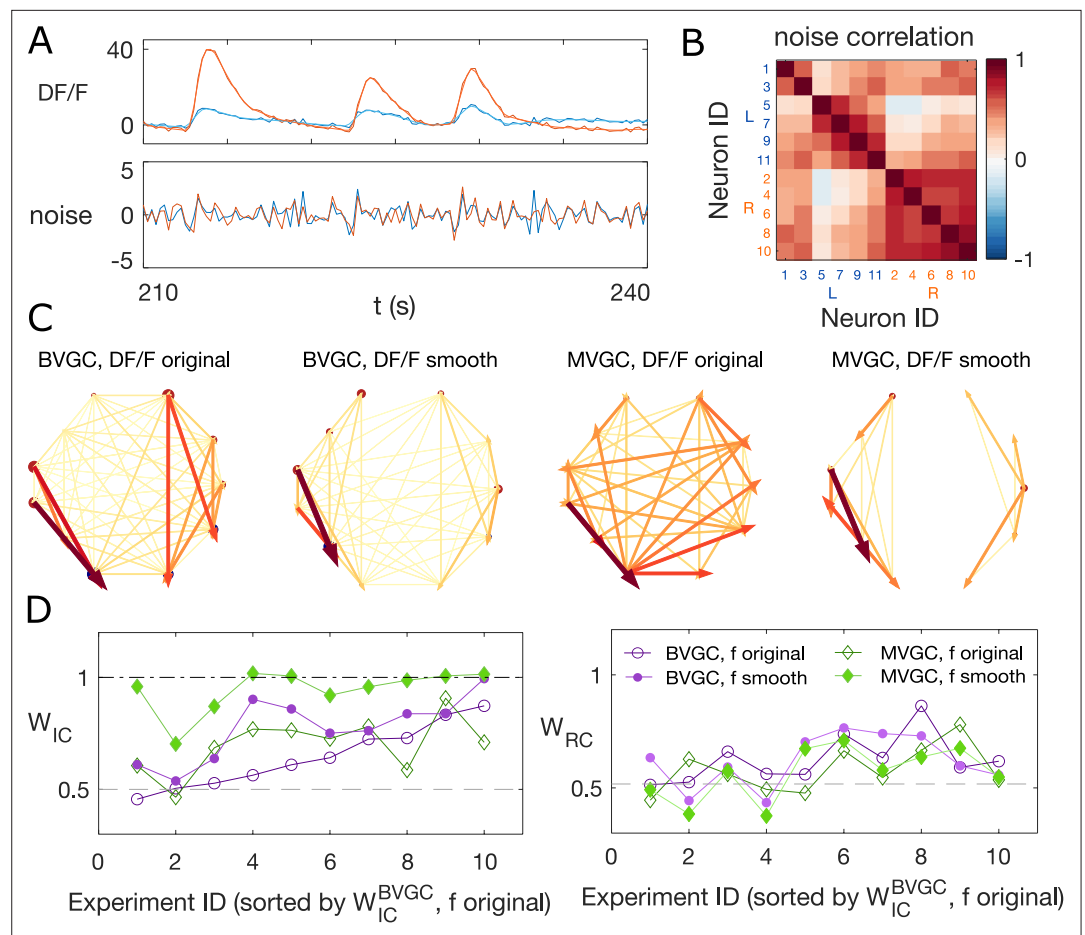 A
40
DF/F
0
5
noise
0
-5
210
240
t (s)
B
noise correlation
1
3
5
L
7
9
11
2
4
R
6
8
10
Neuron ID
1 3 5 7 9 11 2 4 6 8 10
L R
Neuron ID
1
0
-1
C
BVGC, DF/F original
BVGC, DF/F smooth
MVGC, DF/F original
MVGC, DF/F smooth
D
1
W_IC
0.5
0 2 4 6 8 10
Experiment ID (sorted by W_IC^BVGC, f original)
BVGC, f original
BVGC, f smooth
MVGC, f original
MVGC, f smooth
1
W_RC
0.5
0 2 4 6 8 10
Experiment ID (sorted by W_IC^BVGC, f original)